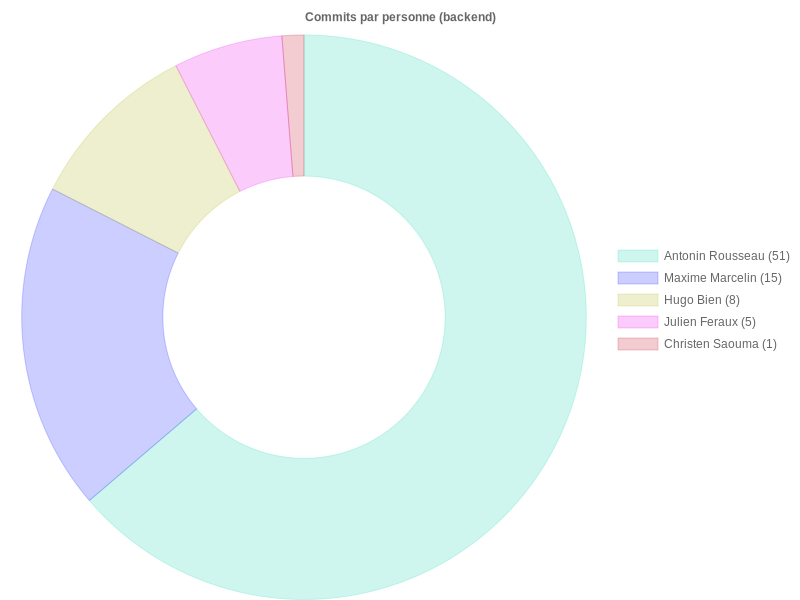 Commits par personne (backend)
Antonin Rousseau (51)
Maxime Marcelin (15)
Hugo Bien (8)
Julien Feraux (5)
Christen Saouma (1)